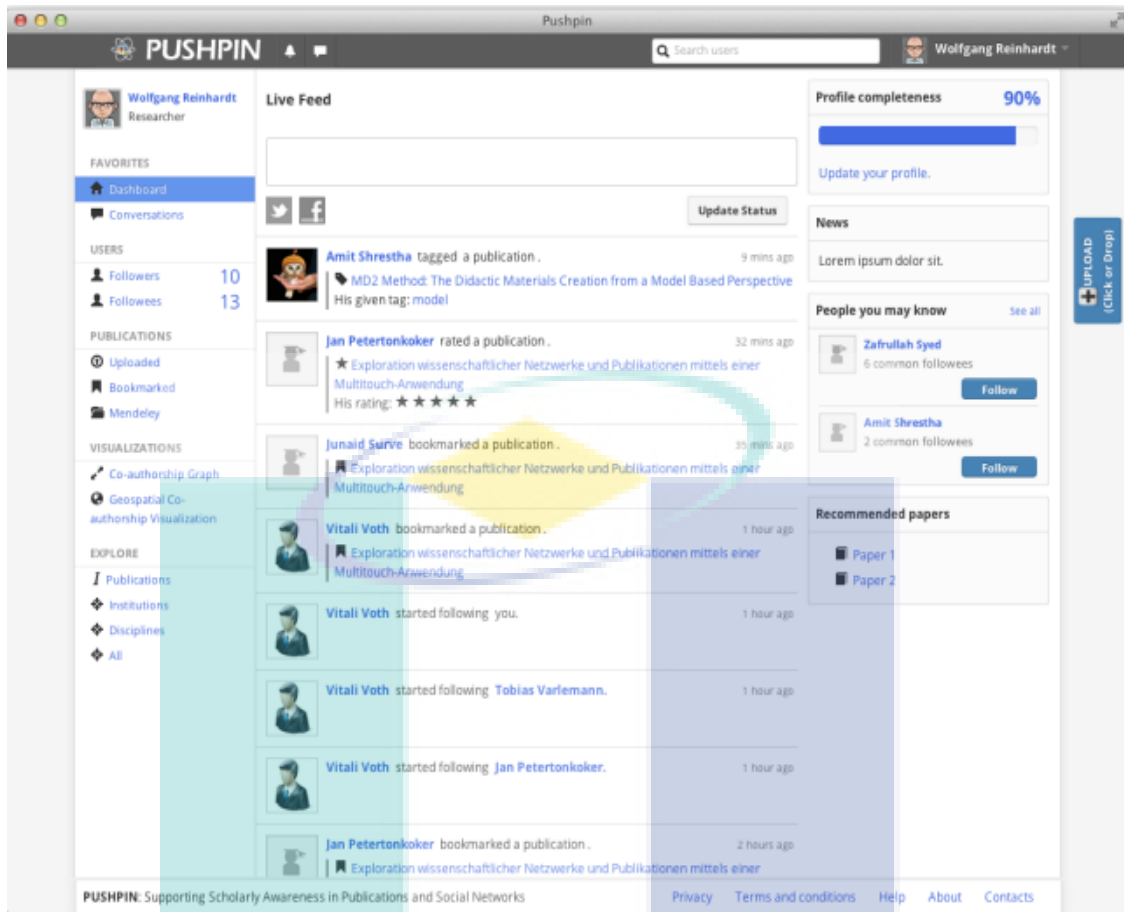 Pushpin
PUSHPIN
Search users
Wolfgang Reinhardt
Wolfgang Reinhardt
Researcher
FAVORITES
Dashboard
Conversations
USERS
Followers 10
Followees 13
PUBLICATIONS
Uploaded
Bookmarked
Mendeley
VISUALIZATIONS
Co-authorship Graph
Geospatial Co-
authorship Visualization
EXPLORE
Publications
Institutions
Disciplines
All
Live Feed
Update Status
Amit Shrestha tagged a publication . 9 mins ago
MD2 Method: The Didactic Materials Creation from a Model Based Perspective
His given tag: model
Jan Petertonkoker rated a publication . 32 mins ago
Exploration wissenschaftlicher Netzwerke und Publikationen mittels einer
Multitouch-Anwendung
His rating: ★ ★ ★ ★ ★
Junaid Surve bookmarked a publication . 35 mins ago
Exploration wissenschaftlicher Netzwerke und Publikationen mittels einer
Multitouch-Anwendung
Vitali Voth bookmarked a publication . 1 hour ago
Exploration wissenschaftlicher Netzwerke und Publikationen mittels einer
Multitouch-Anwendung
Vitali Voth started following you. 1 hour ago
Vitali Voth started following Tobias Varlemann. 1 hour ago
Vitali Voth started following Jan Petertonkoker. 1 hour ago
Jan Petertonkoker bookmarked a publication . 2 hours ago
Exploration wissenschaftlicher Netzwerke und Publikationen mittels einer
Profile completeness 90%
Update your profile.
News
Lorem ipsum dolor sit.
People you may know See all
Zafrullah Syed
6 common followees
Follow
Amit Shrestha
2 common followees
Follow
Recommended papers
Paper 1
Paper 2
UPLOAD
(Click or Drop)
PUSHPIN: Supporting Scholarly Awareness in Publications and Social Networks
Privacy Terms and conditions Help About Contacts